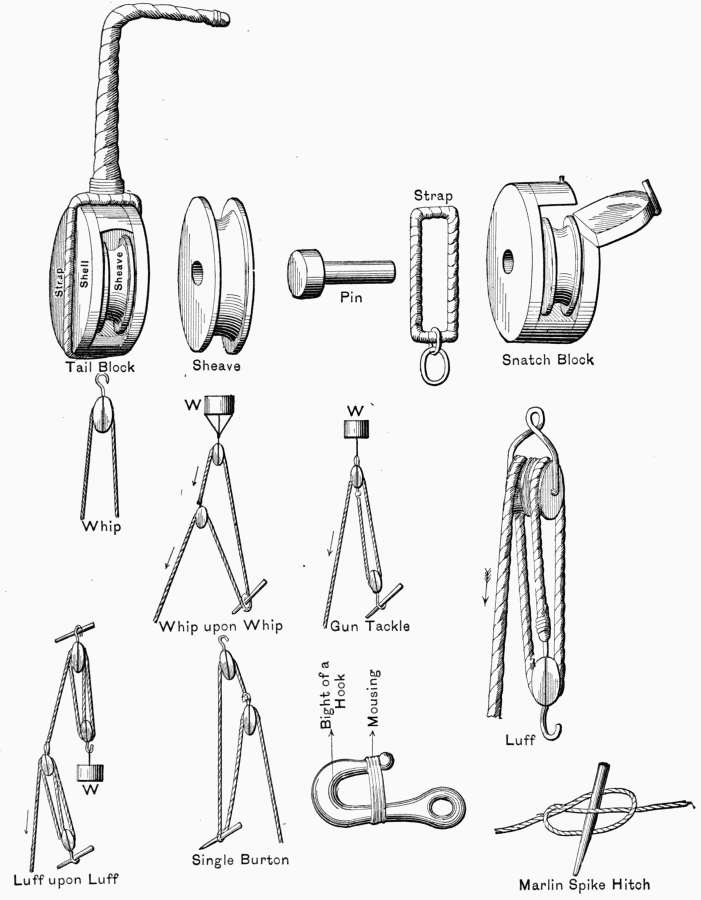 Strap
Strap
Shell
Sheave
Pin
Tail Block
Sheave
Snatch Block
W
W
Whip
Whip upon Whip
Gun Tackle
Bight of a
Hook
Mousing
Luff
W
Luff upon Luff
Single Burton
Marlin Spike Hitch